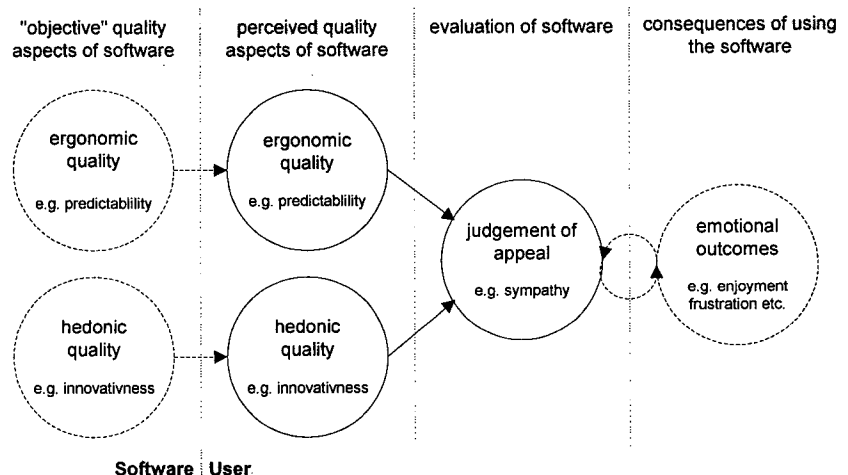 "objective" quality
aspects of software
perceived quality
aspects of software
evaluation of software
consequences of using
the software
ergonomic
quality
e.g. predictablility
ergonomic
quality
e.g. predictablility
judgement of
appeal
e.g. sympathy
emotional
outcomes
e.g. enjoyment
frustration etc.
hedonic
quality
e.g. innovativness
hedonic
quality
e.g. innovativness
Software User